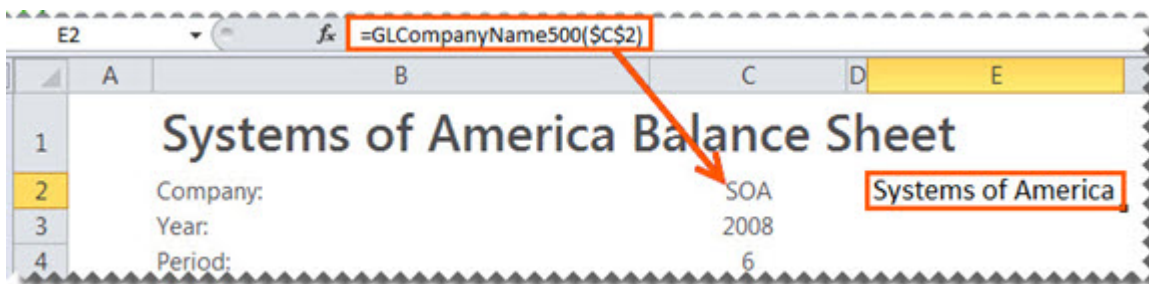 E2 fx =GLCompanyName500($C$2)
A B C D E
1 Systems of America Balance Sheet
2 Company: SOA Systems of America
3 Year: 2008
4 Period: 6